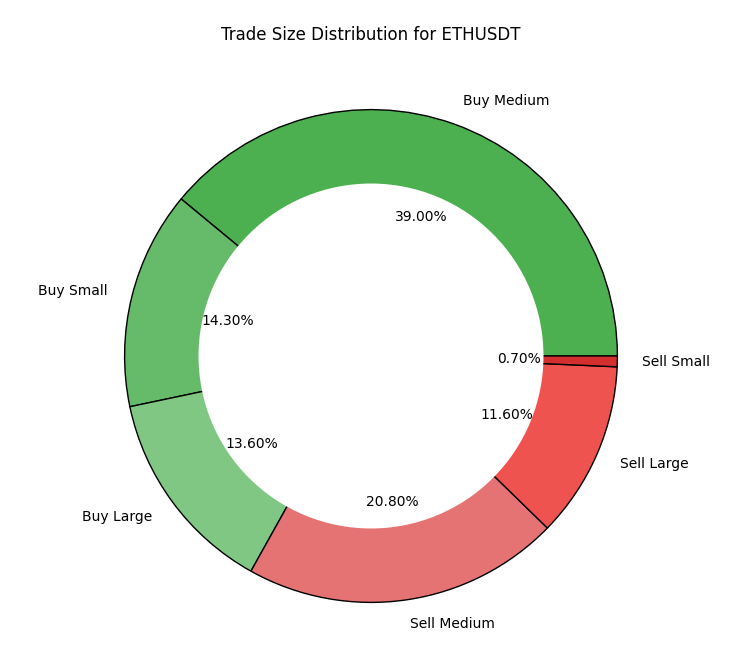 Trade Size Distribution for ETHUSDT
Buy Medium
39.00%
Buy Small
14.30%
Sell Small
0.70%
11.60%
13.60%
Sell Large
20.80%
Buy Large
Sell Medium